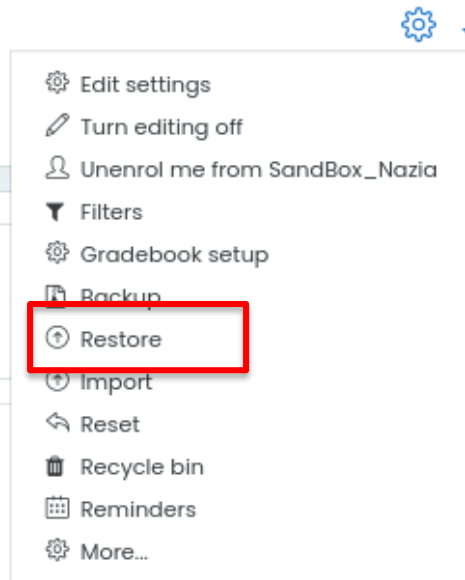 Edit settings
Turn editing off
Unenrol me from SandBox_Nazia
Filters
Gradebook setup
Backup
Restore
Import
Reset
Recycle bin
Reminders
More...